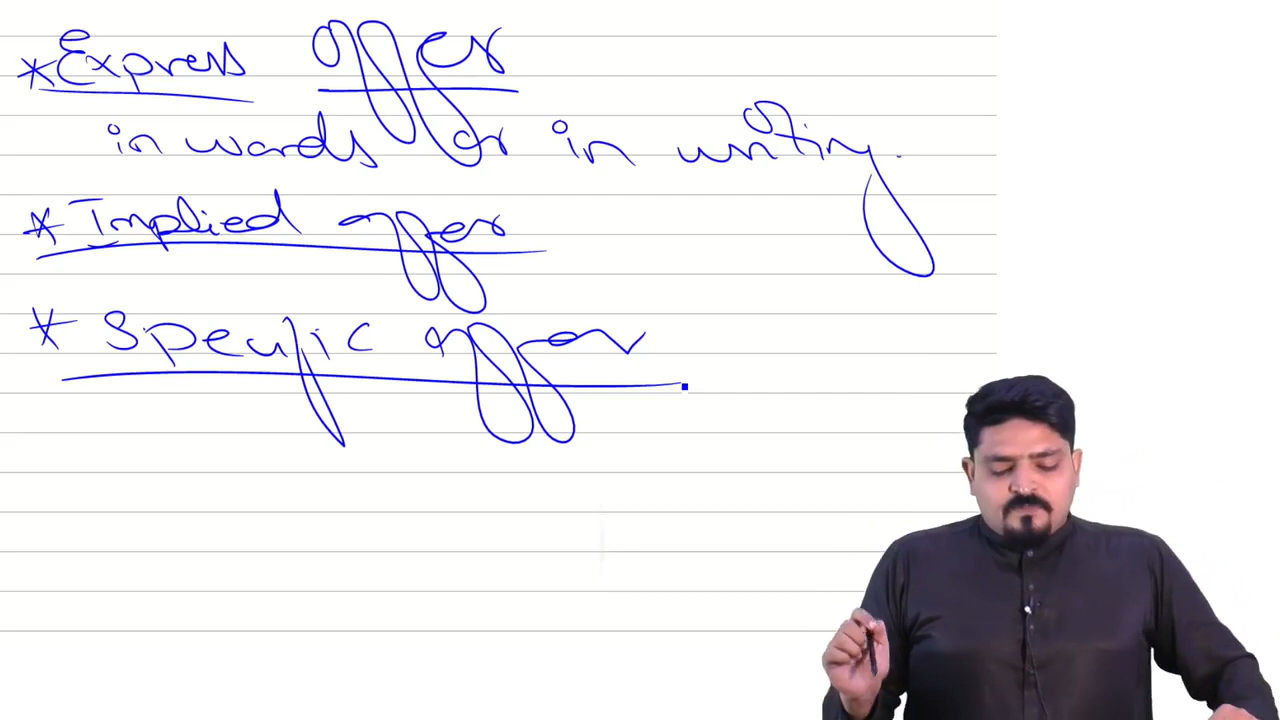 * Express offer
in words or in writing.
* Implied offer
* Specific offer